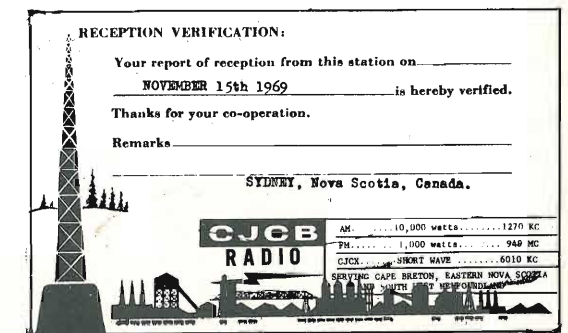 RECEPTION VERIFICATION:
Your report of reception from this station on
NOVEMBER 15th 1969 is hereby verified.
Thanks for your co-operation.
Remarks
SYDNEY, Nova Scotia, Canada.
CJCB
RADIO
AM. .....10,000 watts........1270 KC
FM....... 1,000 watts....... 94.9 MC
CJCX.....SHORT WAVE ........6010 KC
SERVING CAPE BRETON, EASTERN NOVA SCOTIA
AND SOUTH WEST NEWFOUNDLAND